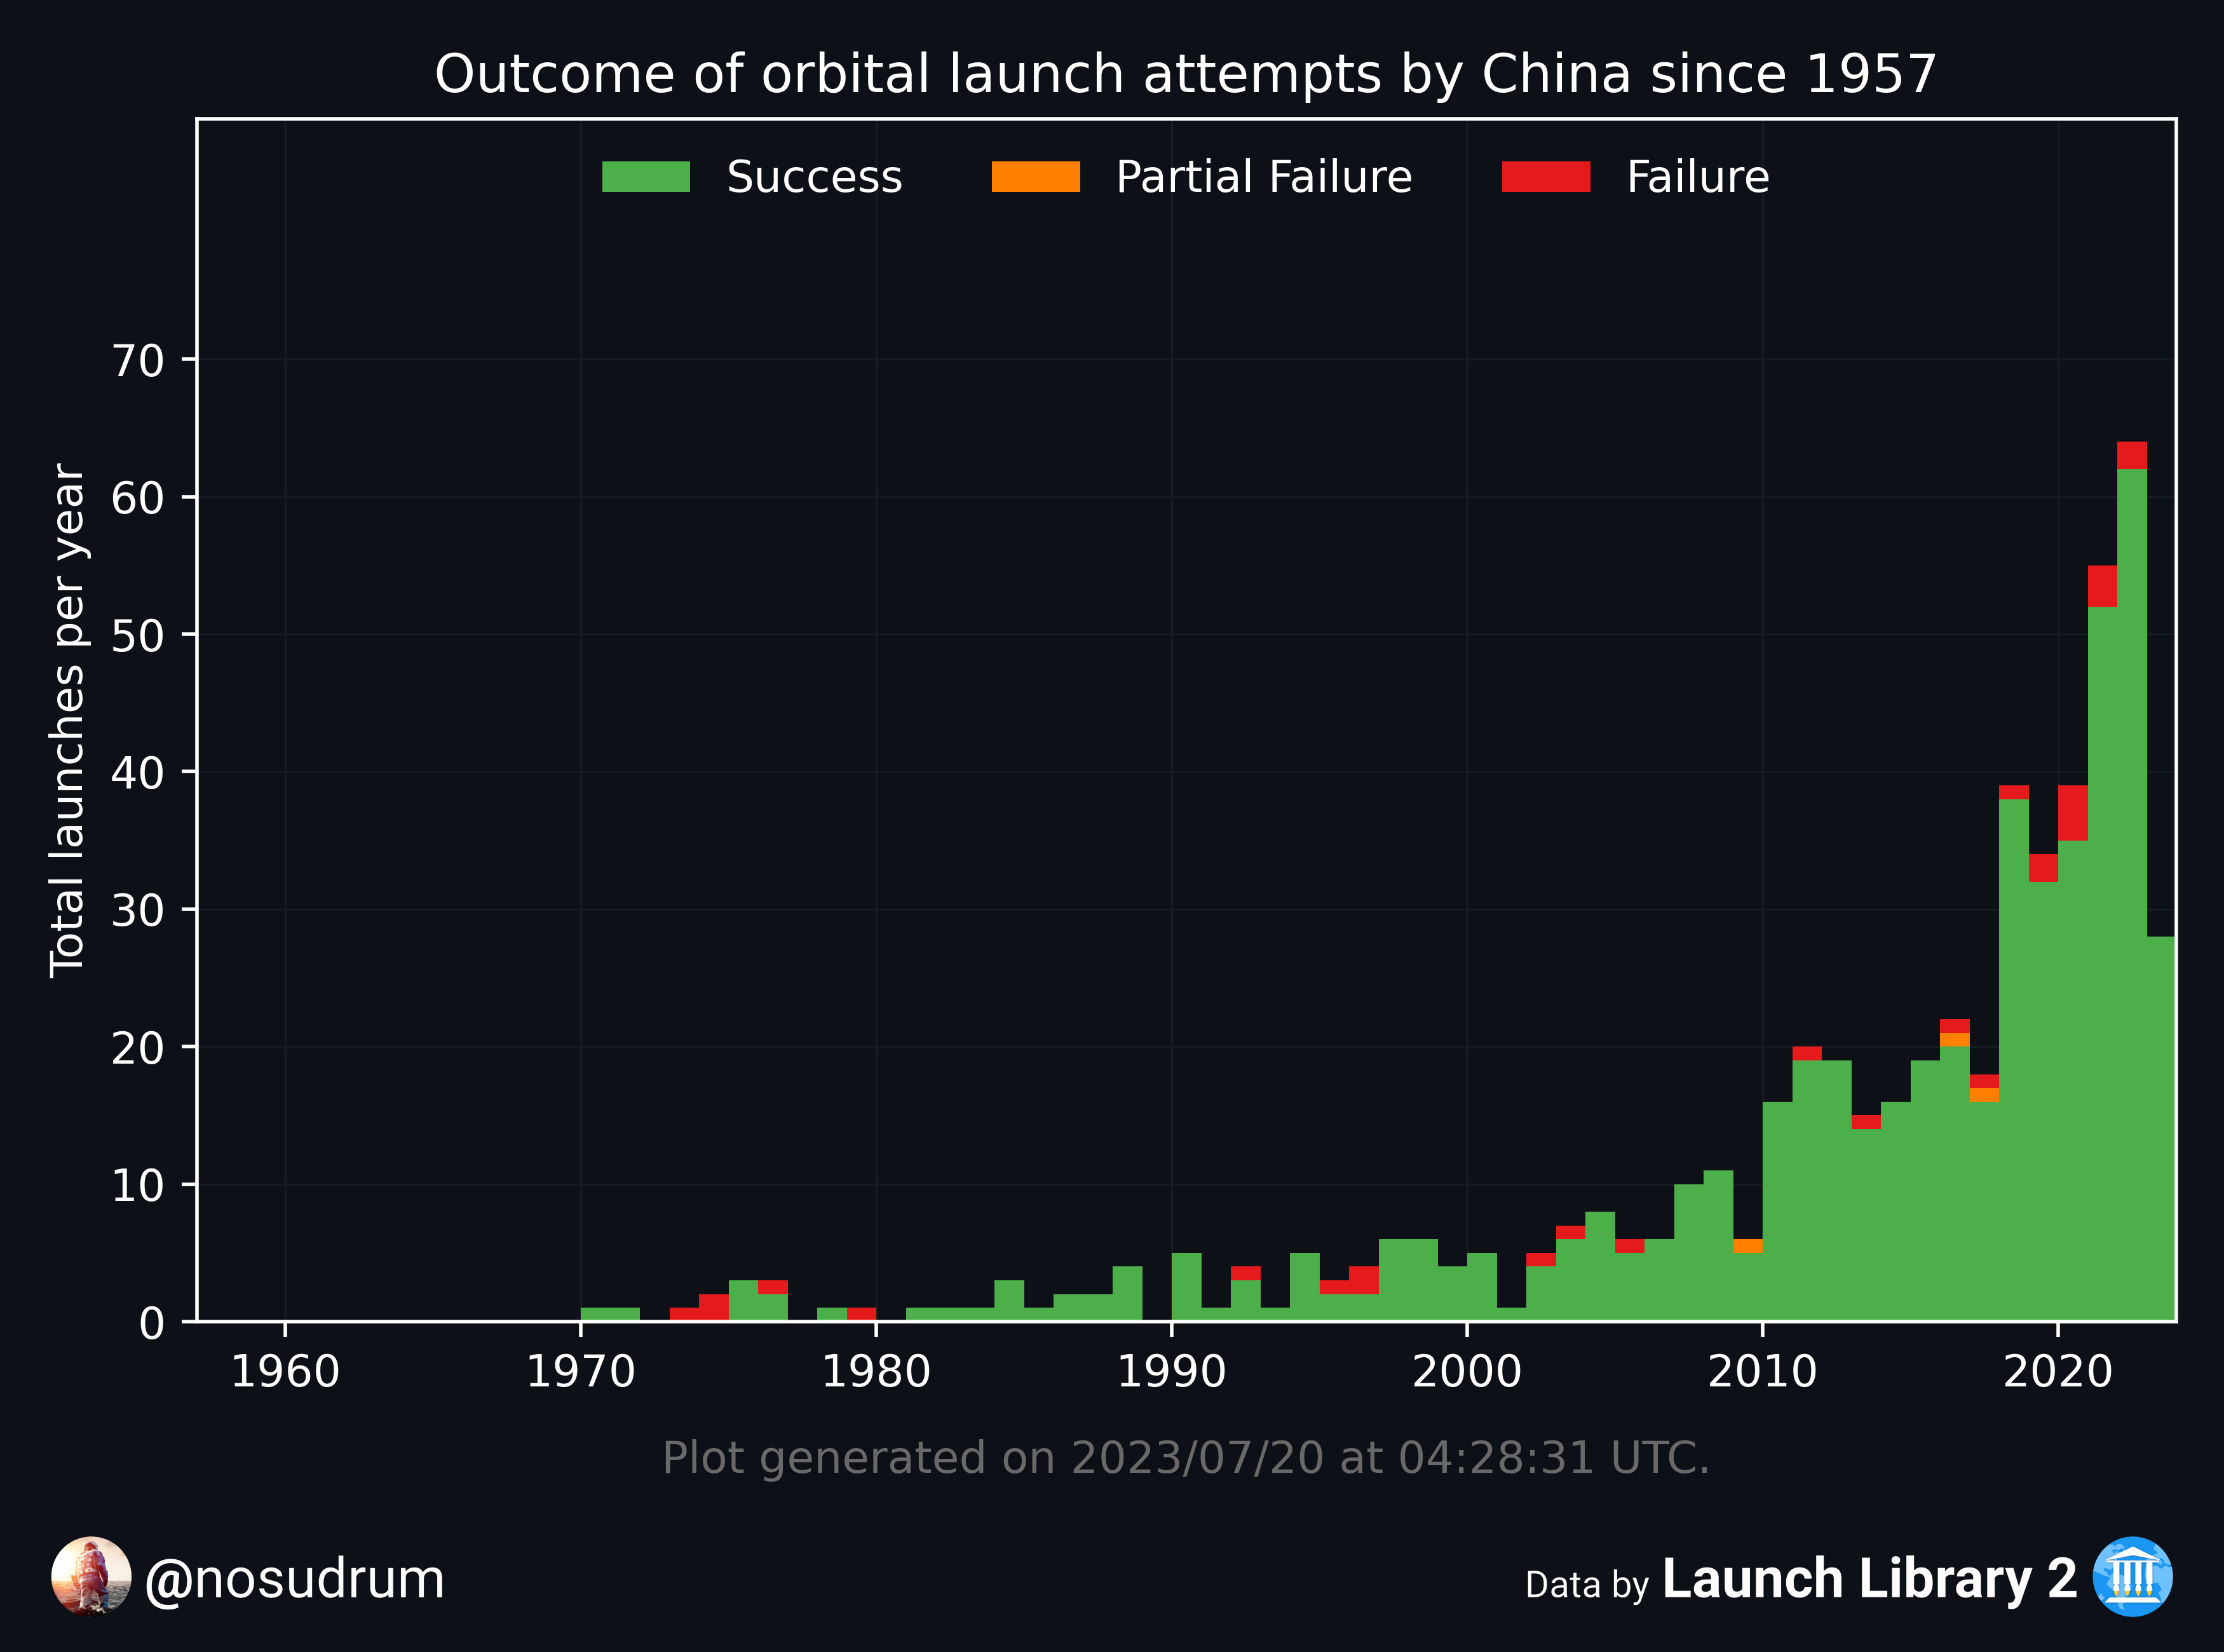 Outcome of orbital launch attempts by China since 1957
Success Partial Failure Failure
Total launches per year
70
60
50
40
30
20
10
0
1960 1970 1980 1990 2000 2010 2020
Plot generated on 2023/07/20 at 04:28:31 UTC.
@nosudrum
Data by Launch Library 2